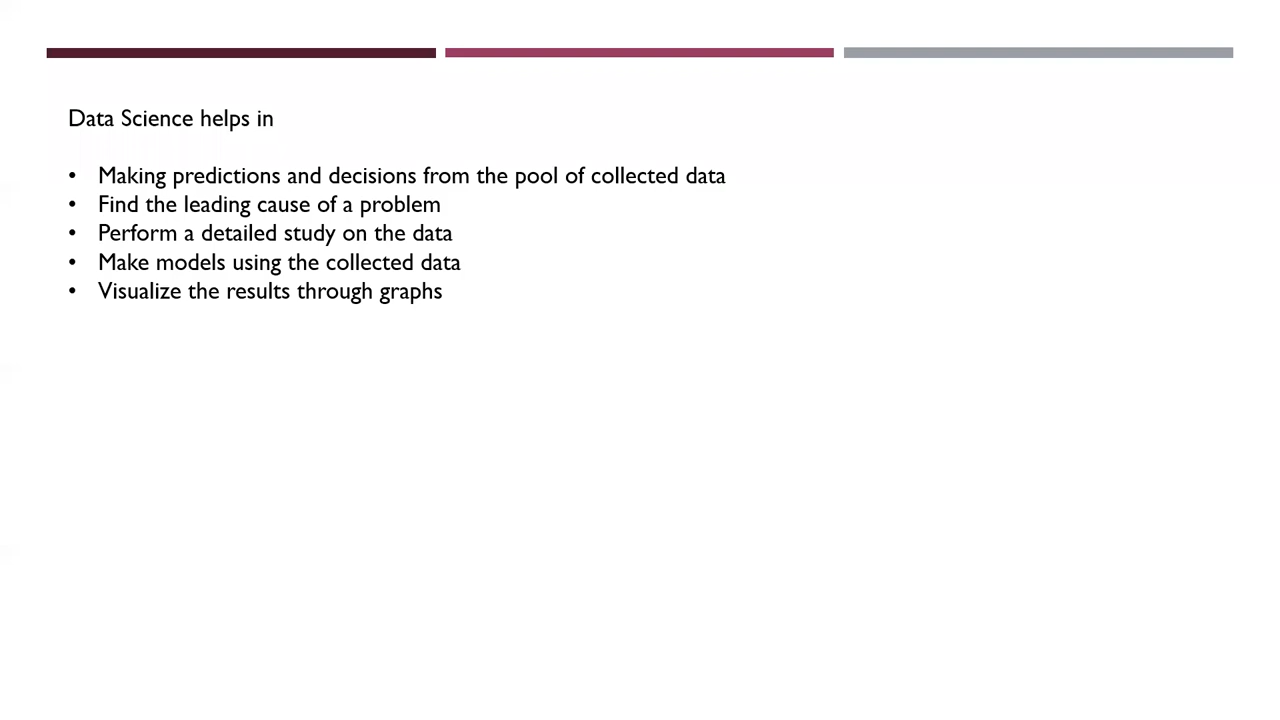 Data Science helps in
• Making predictions and decisions from the pool of collected data
• Find the leading cause of a problem
• Perform a detailed study on the data
• Make models using the collected data
• Visualize the results through graphs